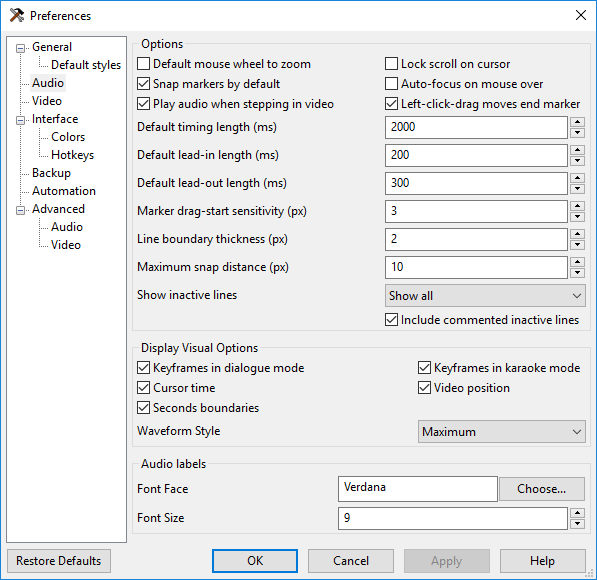 Preferences
General
Default styles
Audio
Video
Interface
Colors
Hotkeys
Backup
Automation
Advanced
Audio
Video
Options
Default mouse wheel to zoom
Lock scroll on cursor
Snap markers by default
Auto-focus on mouse over
Play audio when stepping in video
Left-click-drag moves end marker
Default timing length (ms)
2000
Default lead-in length (ms)
200
Default lead-out length (ms)
300
Marker drag-start sensitivity (px)
3
Line boundary thickness (px)
2
Maximum snap distance (px)
10
Show inactive lines
Show all
Include commented inactive lines
Display Visual Options
Keyframes in dialogue mode
Keyframes in karaoke mode
Cursor time
Video position
Seconds boundaries
Waveform Style
Maximum
Audio labels
Font Face
Verdana
Choose...
Font Size
9
Restore Defaults
OK
Cancel
Apply
Help